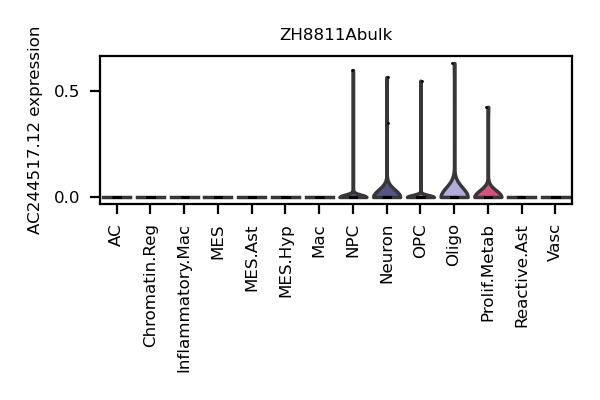 ZH8811Abulk
AC244517.12 expression
0.5
0.0
AC
Chromatin.Reg
Inflammatory.Mac
MES
MES.Ast
MES.Hyp
Mac
NPC
Neuron
OPC
Oligo
Prolif.Metab
Reactive.Ast
Vasc